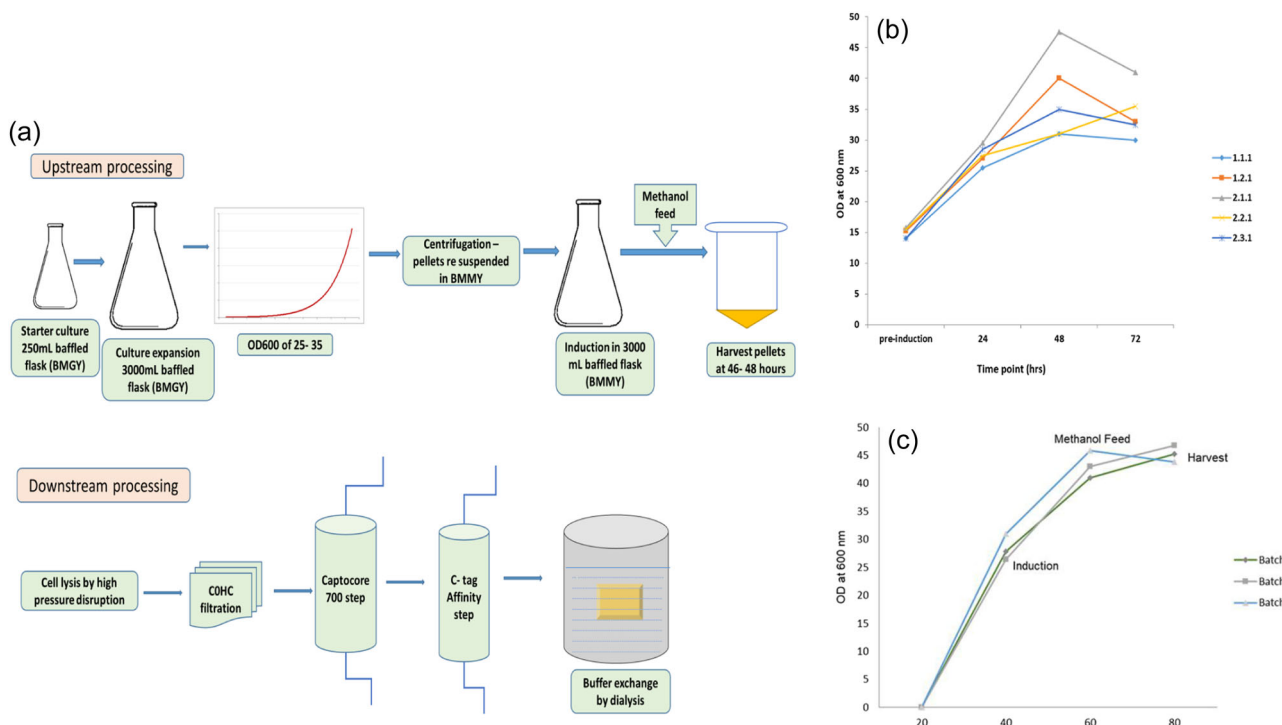 (a)
Upstream processing
Starter culture
250mL baffled
flask (BMGY)
Culture expansion
3000mL baffled
flask (BMGY)
OD600 of 25- 35
Centrifugation –
pellets re suspended
in BMMY
Methanol
feed
Induction in 3000
mL baffled flask
(BMMY)
Harvest pellets
at 46- 48 hours
Downstream processing
Cell lysis by high
pressure disruption
C0HC
filtration
Captocore
700 step
C- tag
Affinity
step
Buffer exchange
by dialysis
(b)
OD at 600 nm
50
45
40
35
30
25
20
15
10
5
0
pre-induction
24
48
72
Time point (hrs)
1.1.1
1.2.1
2.1.1
2.2.1
2.3.1
(c)
OD at 600 nm
50
45
40
35
30
25
20
15
10
5
0
20
40
60
80
Methanol Feed
Harvest
Induction
Batch
Batch
Batch